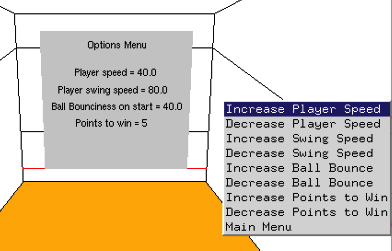 Options Menu
Player speed = 40.0
Player swing speed = 80.0
Ball Bounciness on start = 40.0
Points to win = 5
Increase Player Speed
Decrease Player Speed
Increase Swing Speed
Decrease Swing Speed
Increase Ball Bounce
Decrease Ball Bounce
Increase Points to Win
Decrease Points to Win
Main Menu